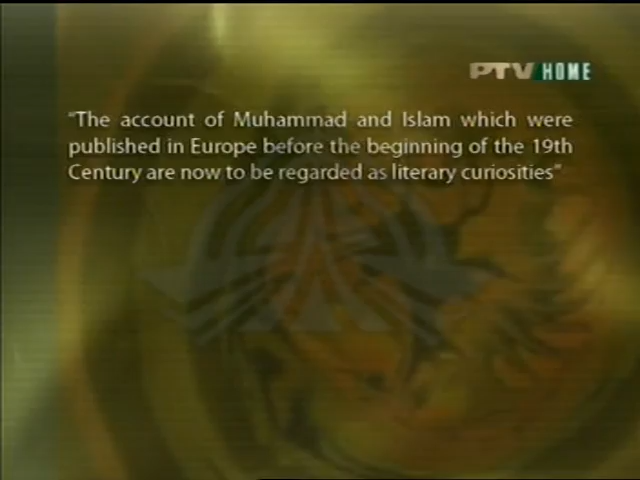 PTV HOME
"The account of Muhammad and Islam which were
published in Europe before the beginning of the 19th
Century are now to be regarded as literary curiosities"